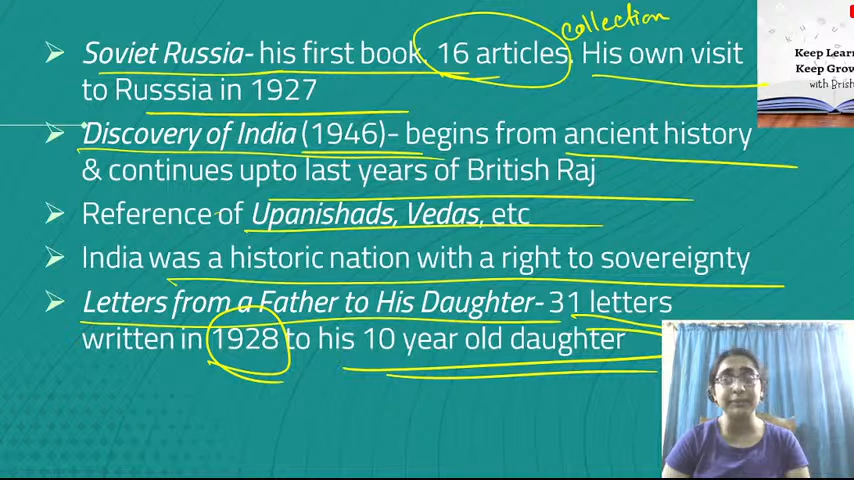 collection
Soviet Russia- his first book, 16 articles. His own visit
to Russsia in 1927
Discovery of India (1946)- begins from ancient history
& continues upto last years of British Raj
Reference of Upanishads, Vedas, etc
India was a historic nation with a right to sovereignty
Letters from a Father to His Daughter- 31 letters
written in 1928 to his 10 year old daughter
Keep Learn
Keep Grow
with Brish